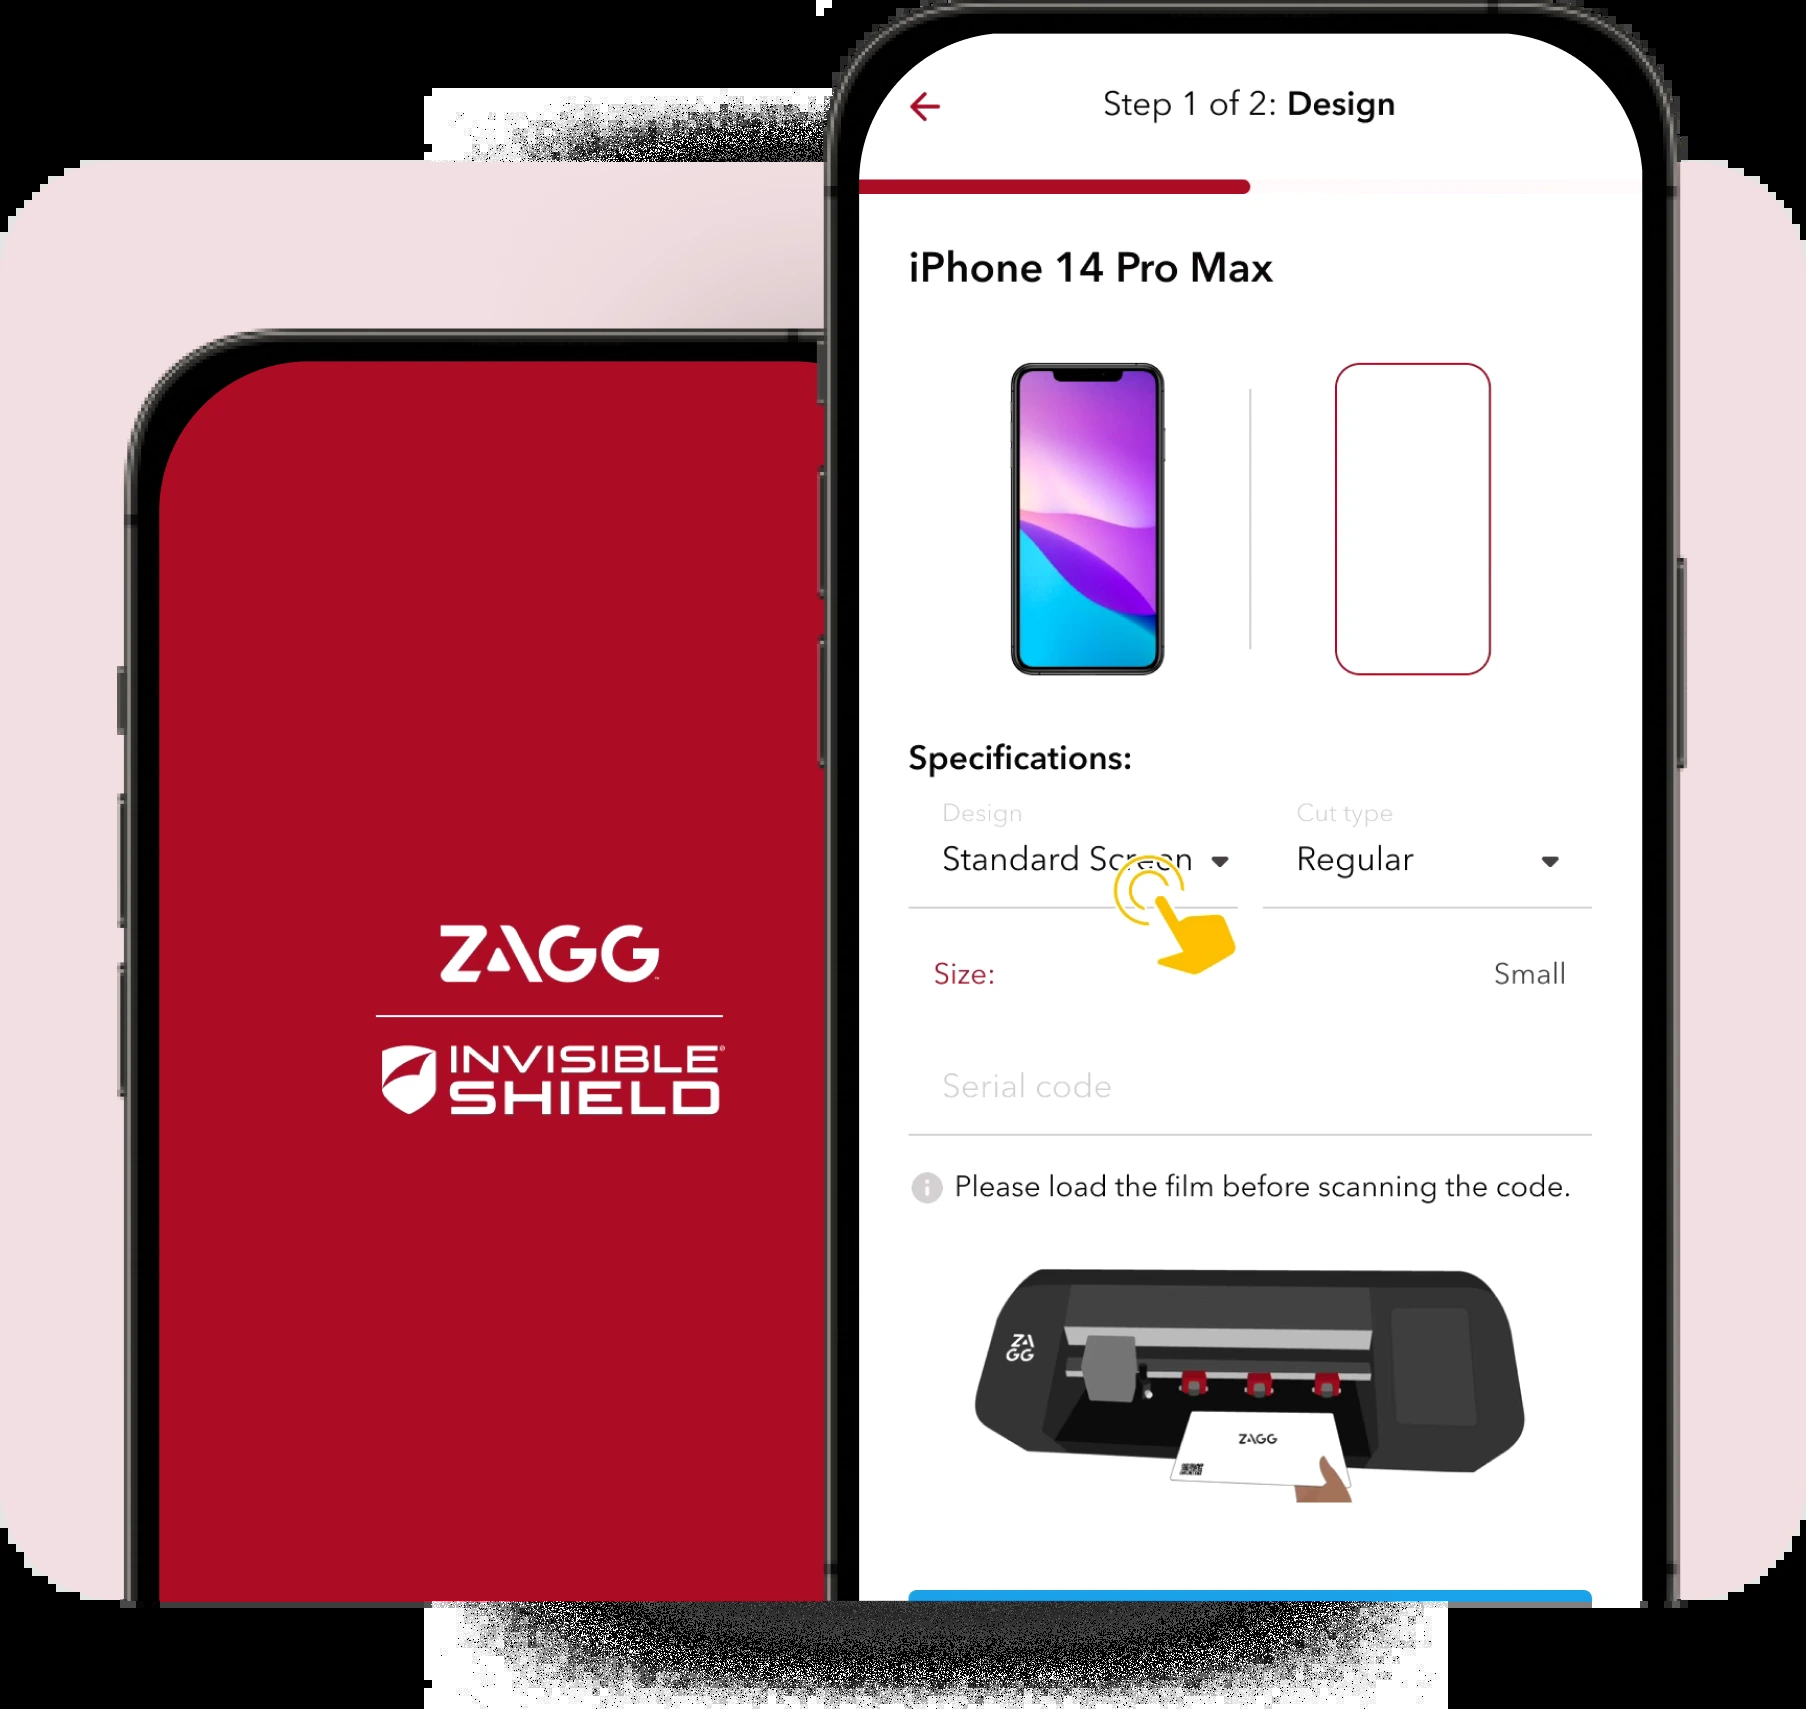 Step 1 of 2: Design
iPhone 14 Pro Max
Specifications:
Design
Cut type
Standard Screen
Regular
Size:
Small
Serial code
Please load the film before scanning the code.
ZAGG
ZAGG
ZAGG™
INVISIBLE®
SHIELD